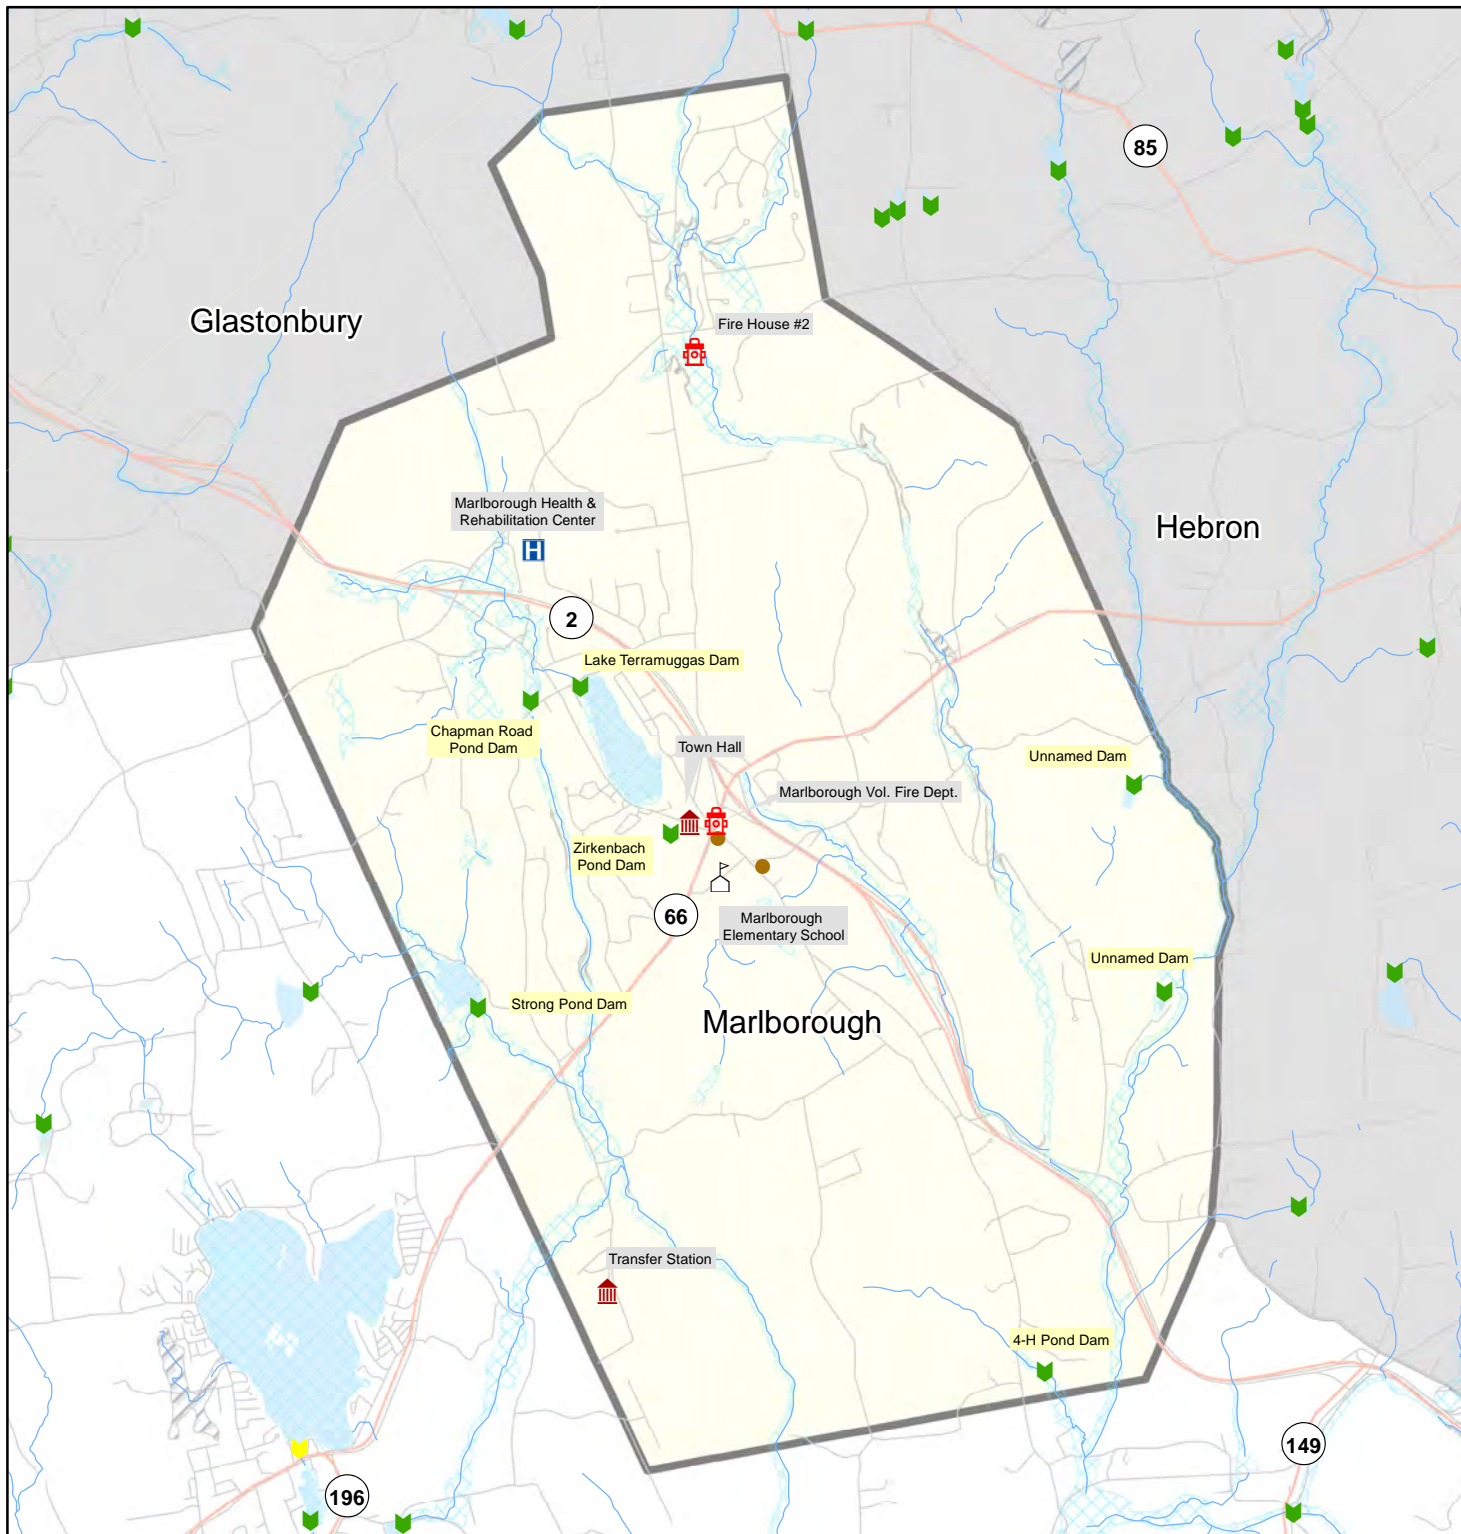 85
Glastonbury
Fire House #2
Marlborough Health &
Rehabilitation Center
Hebron
2
Lake Terramuggas Dam
Chapman Road
Pond Dam
Town Hall
Unnamed Dam
Marlborough Vol. Fire Dept.
Zirkenbach
Pond Dam
66
Marlborough
Elementary School
Unnamed Dam
Strong Pond Dam
Marlborough
Transfer Station
4-H Pond Dam
149
196